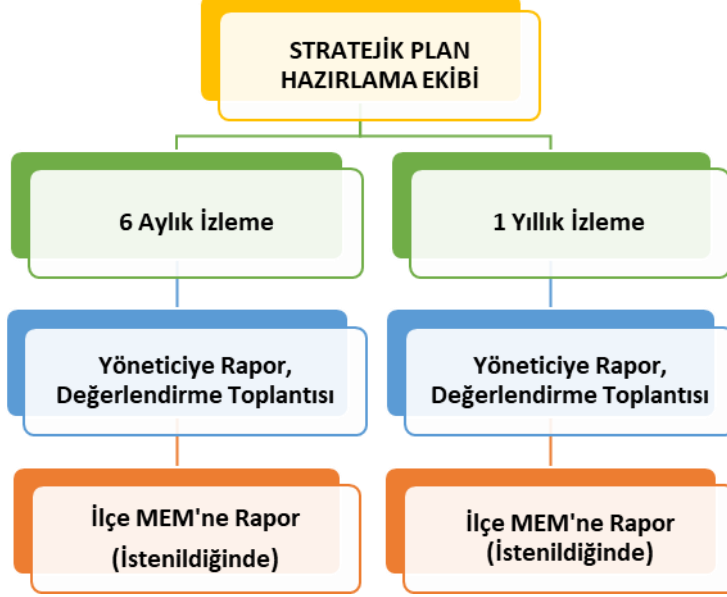 STRATEJİK PLAN
HAZIRLAMA EKİBİ
6 Aylık İzleme
1 Yıllık İzleme
Yöneticiye Rapor,
Değerlendirme Toplantısı
Yöneticiye Rapor,
Değerlendirme Toplantısı
İlçe MEM'ne Rapor
(İstenildiğinde)
İlçe MEM'ne Rapor
(İstenildiğinde)